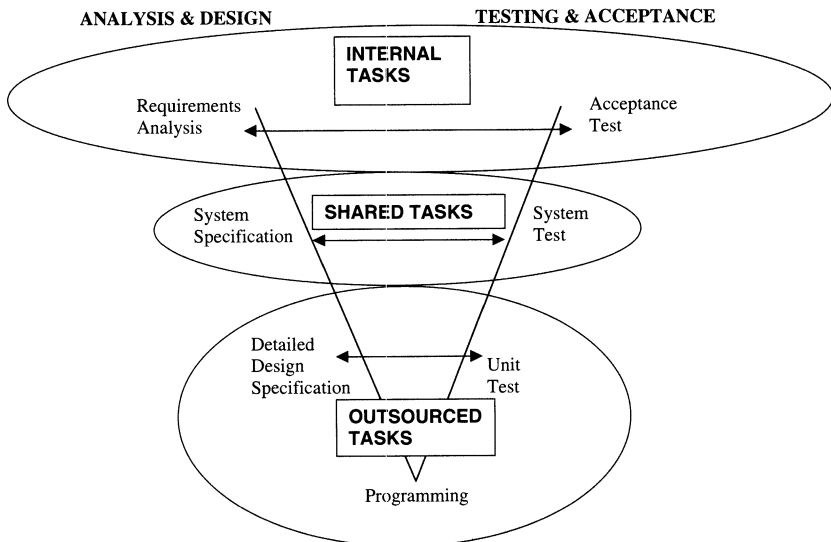 ANALYSIS & DESIGN
TESTING & ACCEPTANCE
INTERNAL
TASKS
Requirements
Analysis
Acceptance
Test
SHARED TASKS
System
Specification
System
Test
Detailed
Design
Specification
Unit
Test
OUTSOURCED
TASKS
Programming